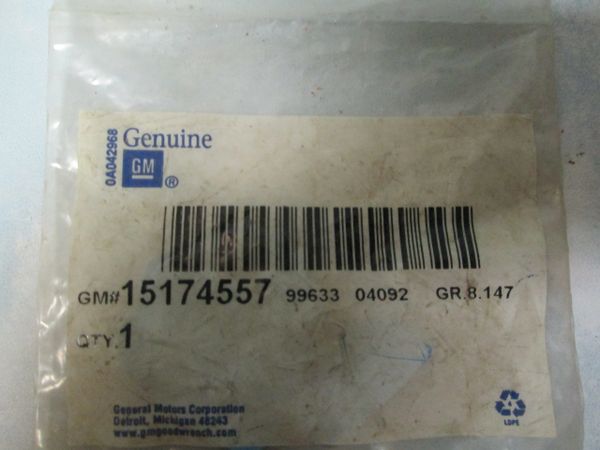 0A042968
Genuine
GM ®
GM# 15174557 99633 04092 GR.8.147
QTY.1
General Motors Corporation
Detroit, Michigan 48243
www.gmgoodwrench.com
LDPE